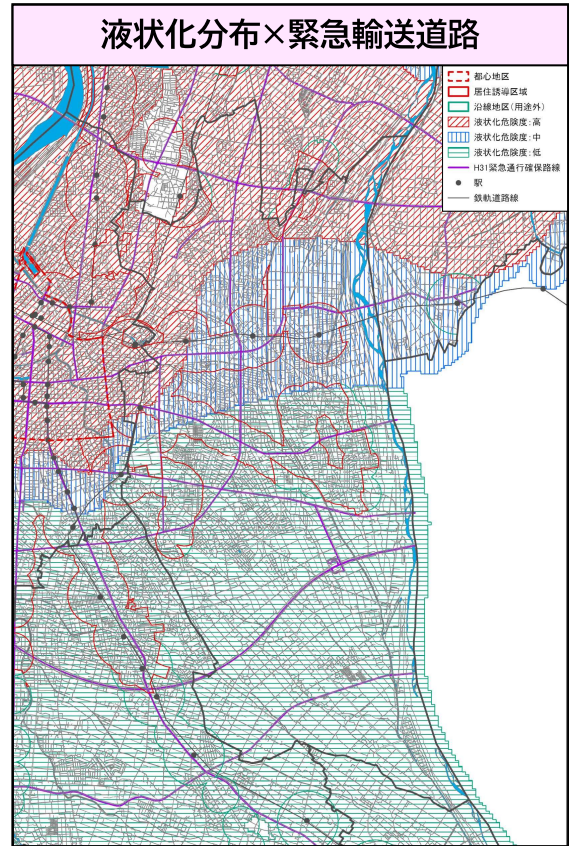 液状化分布×緊急輸送道路
都心地区
居住誘導区域
沿線地区(用途外)
液状化危険度:高
液状化危険度:中
液状化危険度:低
H31緊急通行確保路線
駅
鉄軌道路線